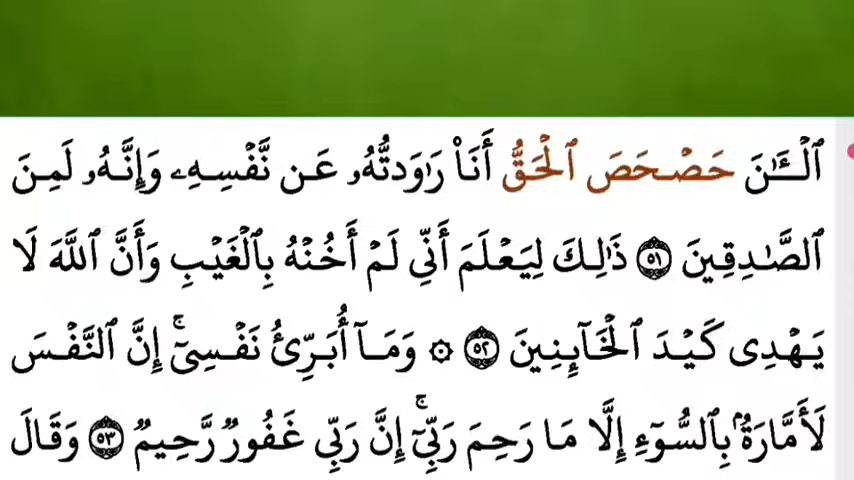 ٱلْـَٰٔنَ حَصْحَصَ ٱلْحَقُّ أَنَا۠ رَٰوَدتُّهُۥ عَن نَّفْسِهِۦ وَإِنَّهُۥ لَمِنَ
ٱلصَّـٰدِقِينَ ٥١ ذَٰلِكَ لِيَعْلَمَ أَنِّى لَمْ أَخُنْهُ بِٱلْغَيْبِ وَأَنَّ ٱللَّهَ لَا
يَهْدِى كَيْدَ ٱلْخَآئِنِينَ ٥٢ ۞ وَمَآ أُبَرِّئُ نَفْسِىٓ ۚ إِنَّ ٱلنَّفْسَ
لَأَمَّارَةٌۢ بِٱلسُّوٓءِ إِلَّا مَا رَحِمَ رَبِّىٓ ۚ إِنَّ رَبِّى غَفُورٌ رَّحِيمٌ ٥٣ وَقَالَ